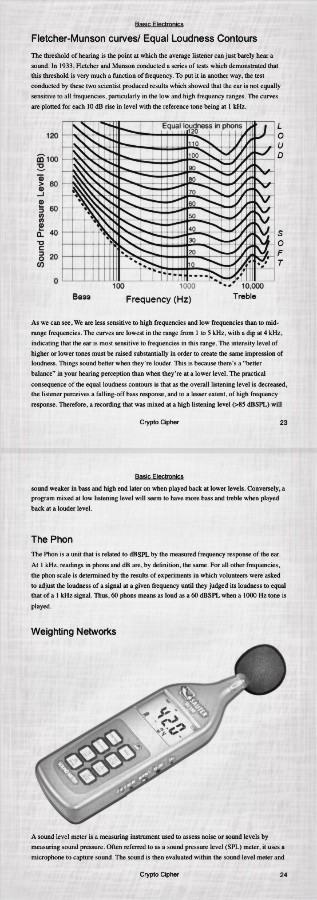 Basic Electronics
Fletcher-Munson curves/ Equal Loudness Contours
The threshold of hearing is the point at which the average listener can just barely hear a
sound. In 1933, Fletcher and Munson conducted a series of tests which demonstrated that
this threshold is very much a function of frequency. To put it in another way, the test
conducted by these two scientist produced results which showed that the ear is not equally
sensitive to all frequencies, particularly in the low and high frequency ranges. The curves
are plotted for each 10 dB rise in level with the reference tone being at 1 kHz.
Equal loudness in phons
120
110
100
90
80
70
60
50
40
30
20
10
LOUD
SOFT
Sound Pressure Level (dB)
120
100
80
60
40
20
0
100
1000
10,000
Bass
Frequency (Hz)
Treble
As we can see, We are less sensitive to high frequencies and low frequencies than to mid-
range frequencies. The curves are lowest in the range from 1 to 5 kHz, with a dip at 4 kHz,
indicating that the ear is most sensitive to frequencies in this range. The intensity level of
higher or lower tones must be raised substantially in order to create the same impression of
loudness. Things sound better when they're louder. This is because there's a "better
balance" in your hearing perception than when they're at a lower level. The practical
consequence of the equal loudness contours is that as the overall listening level is decreased,
the listener perceives a falling-off bass response, and to a lesser extent, of high frequency
response. Therefore, a recording that was mixed at a high listening level (>85 dBSPL) will
Crypto Cipher
23
Basic Electronics
sound weaker in bass and high end later on when played back at lower levels. Conversely, a
program mixed at low listening level will seem to have more bass and treble when played
back at a louder level.
The Phon
The Phon is a unit that is related to dBSPL by the measured frequency response of the ear.
At 1 kHz, readings in phons and dB are, by definition, the same. For all other frequencies,
the phon scale is determined by the results of experiments in which volunteers were asked
to adjust the loudness of a signal at a given frequency until they judged its loudness to equal
that of a 1 kHz signal. Thus, 60 phons means as loud as a 60 dBSPL when a 1000 Hz tone is
played.
Weighting Networks
42.0
A sound level meter is a measuring instrument used to assess noise or sound levels by
measuring sound pressure. Often referred to as a sound pressure level (SPL) meter, it uses a
microphone to capture sound. The sound is then evaluated within the sound level meter and
Crypto Cipher
24